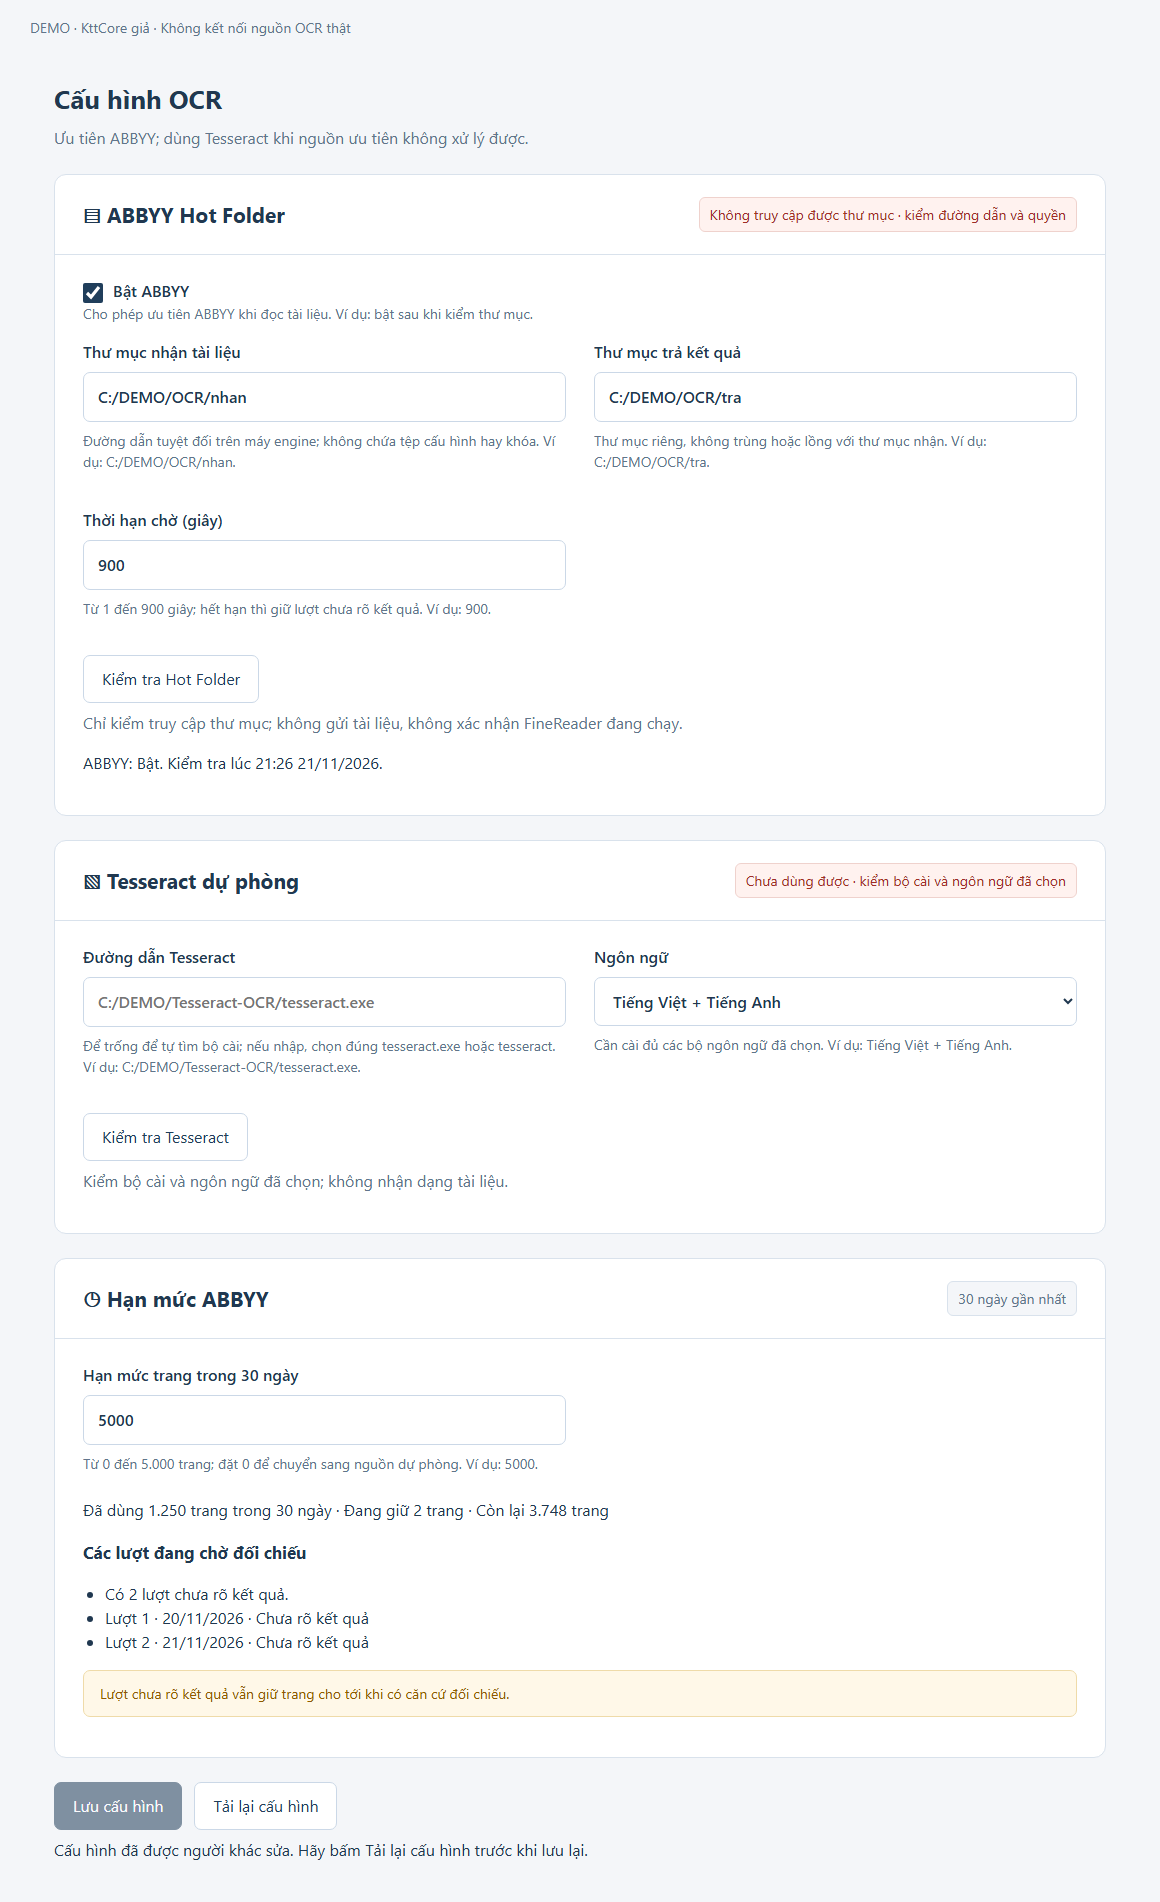 DEMO · KttCore giả · Không kết nối nguồn OCR thật
Cấu hình OCR
Ưu tiên ABBYY; dùng Tesseract khi nguồn ưu tiên không xử lý được.
ABBYY Hot Folder
Không truy cập được thư mục · kiểm đường dẫn và quyền
Bật ABBYY
Cho phép ưu tiên ABBYY khi đọc tài liệu. Ví dụ: bật sau khi kiểm thư mục.
Thư mục nhận tài liệu
C:/DEMO/OCR/nhan
Đường dẫn tuyệt đối trên máy engine; không chứa tệp cấu hình hay khóa. Ví
dụ: C:/DEMO/OCR/nhan.
Thư mục trả kết quả
C:/DEMO/OCR/tra
Thư mục riêng, không trùng hoặc lồng với thư mục nhận. Ví dụ:
C:/DEMO/OCR/tra.
Thời hạn chờ (giây)
900
Từ 1 đến 900 giây; hết hạn thì giữ lượt chưa rõ kết quả. Ví dụ: 900.
Kiểm tra Hot Folder
Chỉ kiểm truy cập thư mục; không gửi tài liệu, không xác nhận FineReader đang chạy.
ABBYY: Bật. Kiểm tra lúc 21:26 21/11/2026.
Tesseract dự phòng
Chưa dùng được · kiểm bộ cài và ngôn ngữ đã chọn
Đường dẫn Tesseract
C:/DEMO/Tesseract-OCR/tesseract.exe
Để trống để tự tìm bộ cài; nếu nhập, chọn đúng tesseract.exe hoặc tesseract.
Ví dụ: C:/DEMO/Tesseract-OCR/tesseract.exe.
Ngôn ngữ
Tiếng Việt + Tiếng Anh
Cần cài đủ các bộ ngôn ngữ đã chọn. Ví dụ: Tiếng Việt + Tiếng Anh.
Kiểm tra Tesseract
Kiểm bộ cài và ngôn ngữ đã chọn; không nhận dạng tài liệu.
Hạn mức ABBYY
30 ngày gần nhất
Hạn mức trang trong 30 ngày
5000
Từ 0 đến 5.000 trang; đặt 0 để chuyển sang nguồn dự phòng. Ví dụ: 5000.
Đã dùng 1.250 trang trong 30 ngày · Đang giữ 2 trang · Còn lại 3.748 trang
Các lượt đang chờ đối chiếu
• Có 2 lượt chưa rõ kết quả.
• Lượt 1 · 20/11/2026 · Chưa rõ kết quả
• Lượt 2 · 21/11/2026 · Chưa rõ kết quả
Lượt chưa rõ kết quả vẫn giữ trang cho tới khi có căn cứ đối chiếu.
Lưu cấu hình
Tải lại cấu hình
Cấu hình đã được người khác sửa. Hãy bấm Tải lại cấu hình trước khi lưu lại.